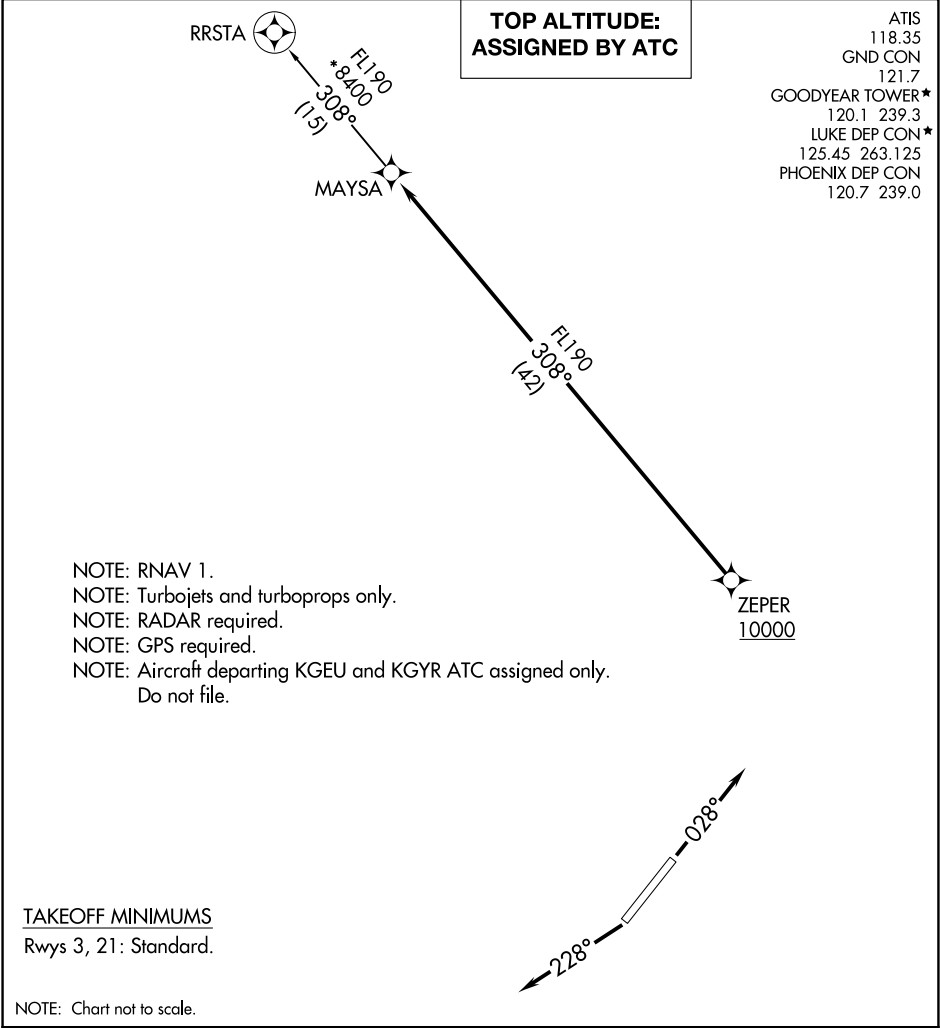 TOP ALTITUDE:
ASSIGNED BY ATC
ATIS
118.35
GND CON
121.7
GOODYEAR TOWER★
120.1 239.3
LUKE DEP CON★
125.45 263.125
PHOENIX DEP CON
120.7 239.0
RRSTA
FL190
*8400
308°
(15)
MAYSA
FL190
308°
(42)
ZEPER
10000
NOTE: RNAV 1.
NOTE: Turbojets and turboprops only.
NOTE: RADAR required.
NOTE: GPS required.
NOTE: Aircraft departing KGEU and KGYR ATC assigned only.
Do not file.
028°
228°
TAKEOFF MINIMUMS
Rwys 3, 21: Standard.
NOTE: Chart not to scale.